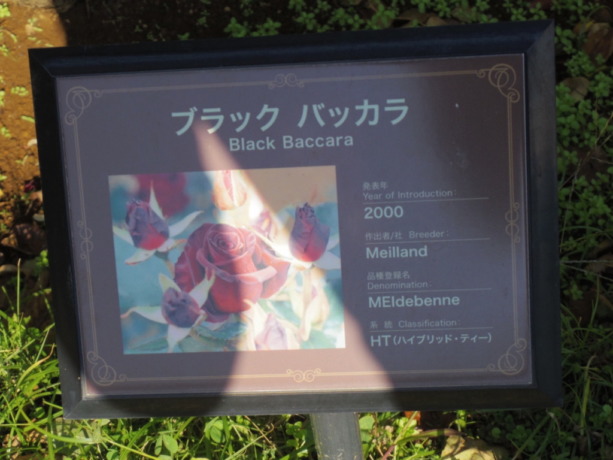 ブラック バッカラ
Black Baccara
発表年
Year of Introduction:
2000
作出者/社 Breeder:
Meilland
品種登録名
Denomination:
MEIdebenne
系 統 Classification:
HT(ハイブリッド・ティー)